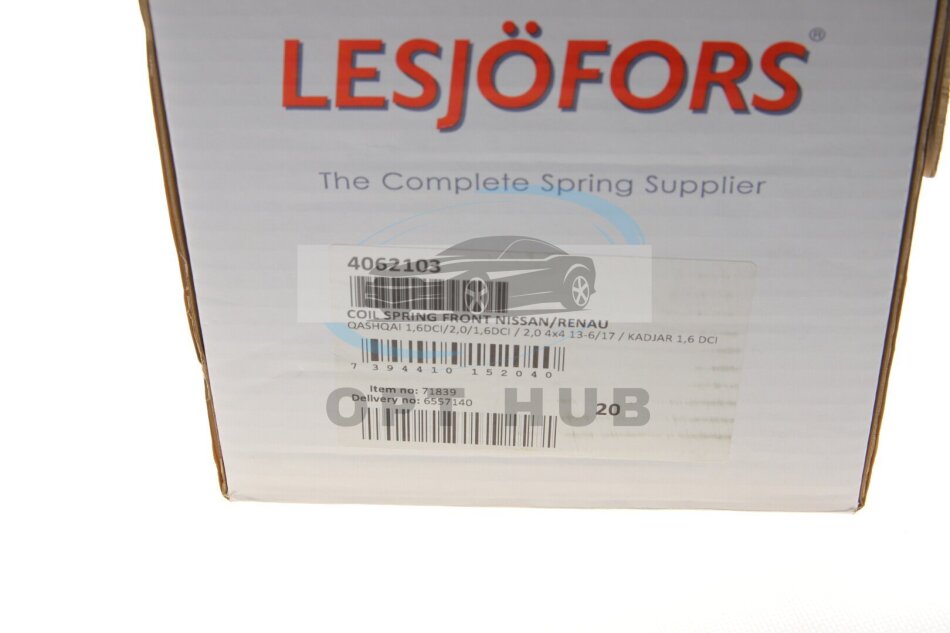 LESJÖFORS®
The Complete Spring Supplier
4062103
COIL SPRING FRONT NISSAN/RENAU
QASHQAI 1,6DCI/2,0/1,6DCI / 2,0 4x4 13-6/17 / KADJAR 1,6 DCI
7 394410 152040
Item no: 71839
Delivery no: 6557140
20
OPT HUB